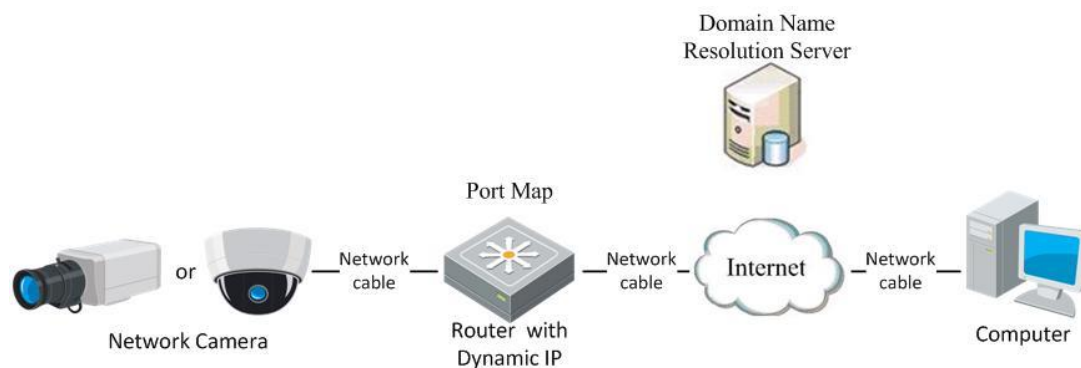 Domain Name
Resolution Server
Port Map
or
Network
cable
Network
cable
Internet
Network
cable
Network Camera
Router with
Dynamic IP
Computer